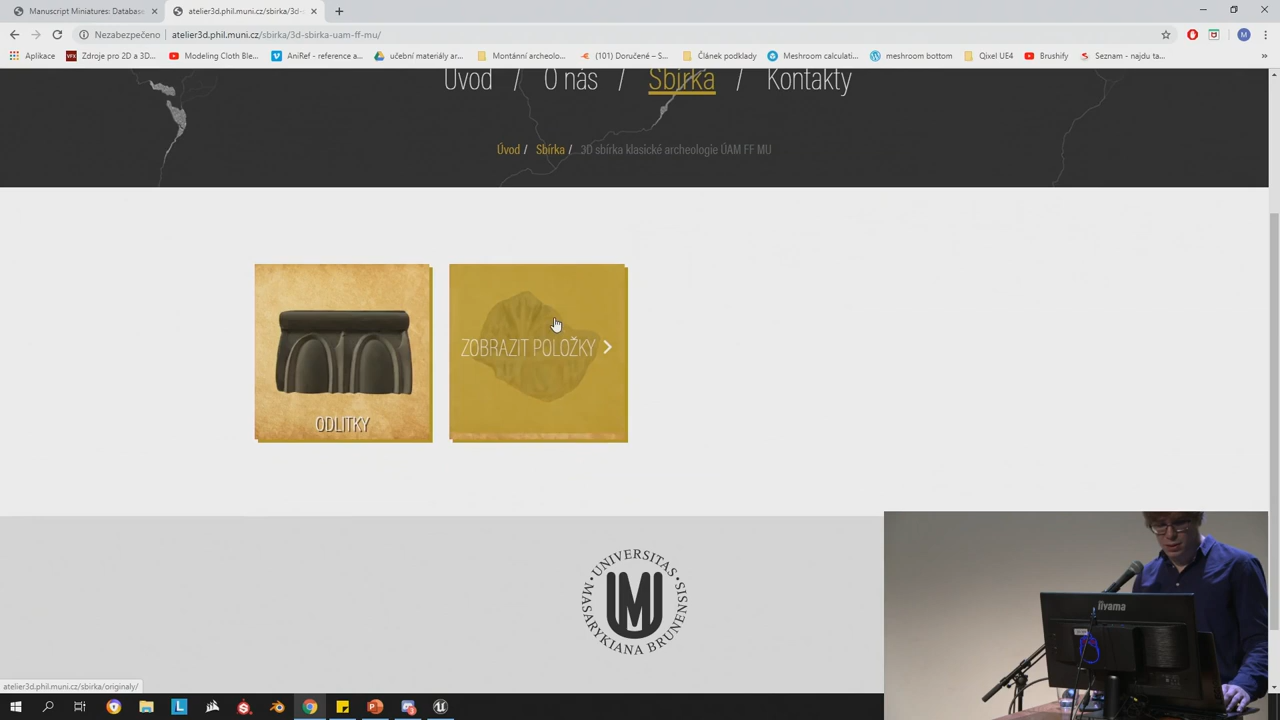 Manuscript Miniatures: Databas
atelier3d.phil.muni.cz/sbirka/3d-s
Nezabezpečeno
atelier3d.phil.muni.cz/sbirka/3d-sbirka-uam-ff-mu/
M
Aplikace
VFX
Zdroje pro 2D a 3D...
Modeling Cloth Ble...
AniRef - reference a...
učební materiály ar...
Montánní archeolo...
(101) Doručené – S...
Článek podklady
Meshroom calculati...
meshroom bottom
Qixel UE4
Brushify
Seznam - najdu ta...
Úvod / O nás / Sbírka / Kontakty
Úvod / Sbírka / 3D sbírka klasické archeologie ÚAM FF MU
ZOBRAZIT POLOŽKY
ODLITKY
UNIVERSITAS
MASARYKIANA BRUNENSIS
MU
iiyama
atelier3d.phil.muni.cz/sbirka/originaly/